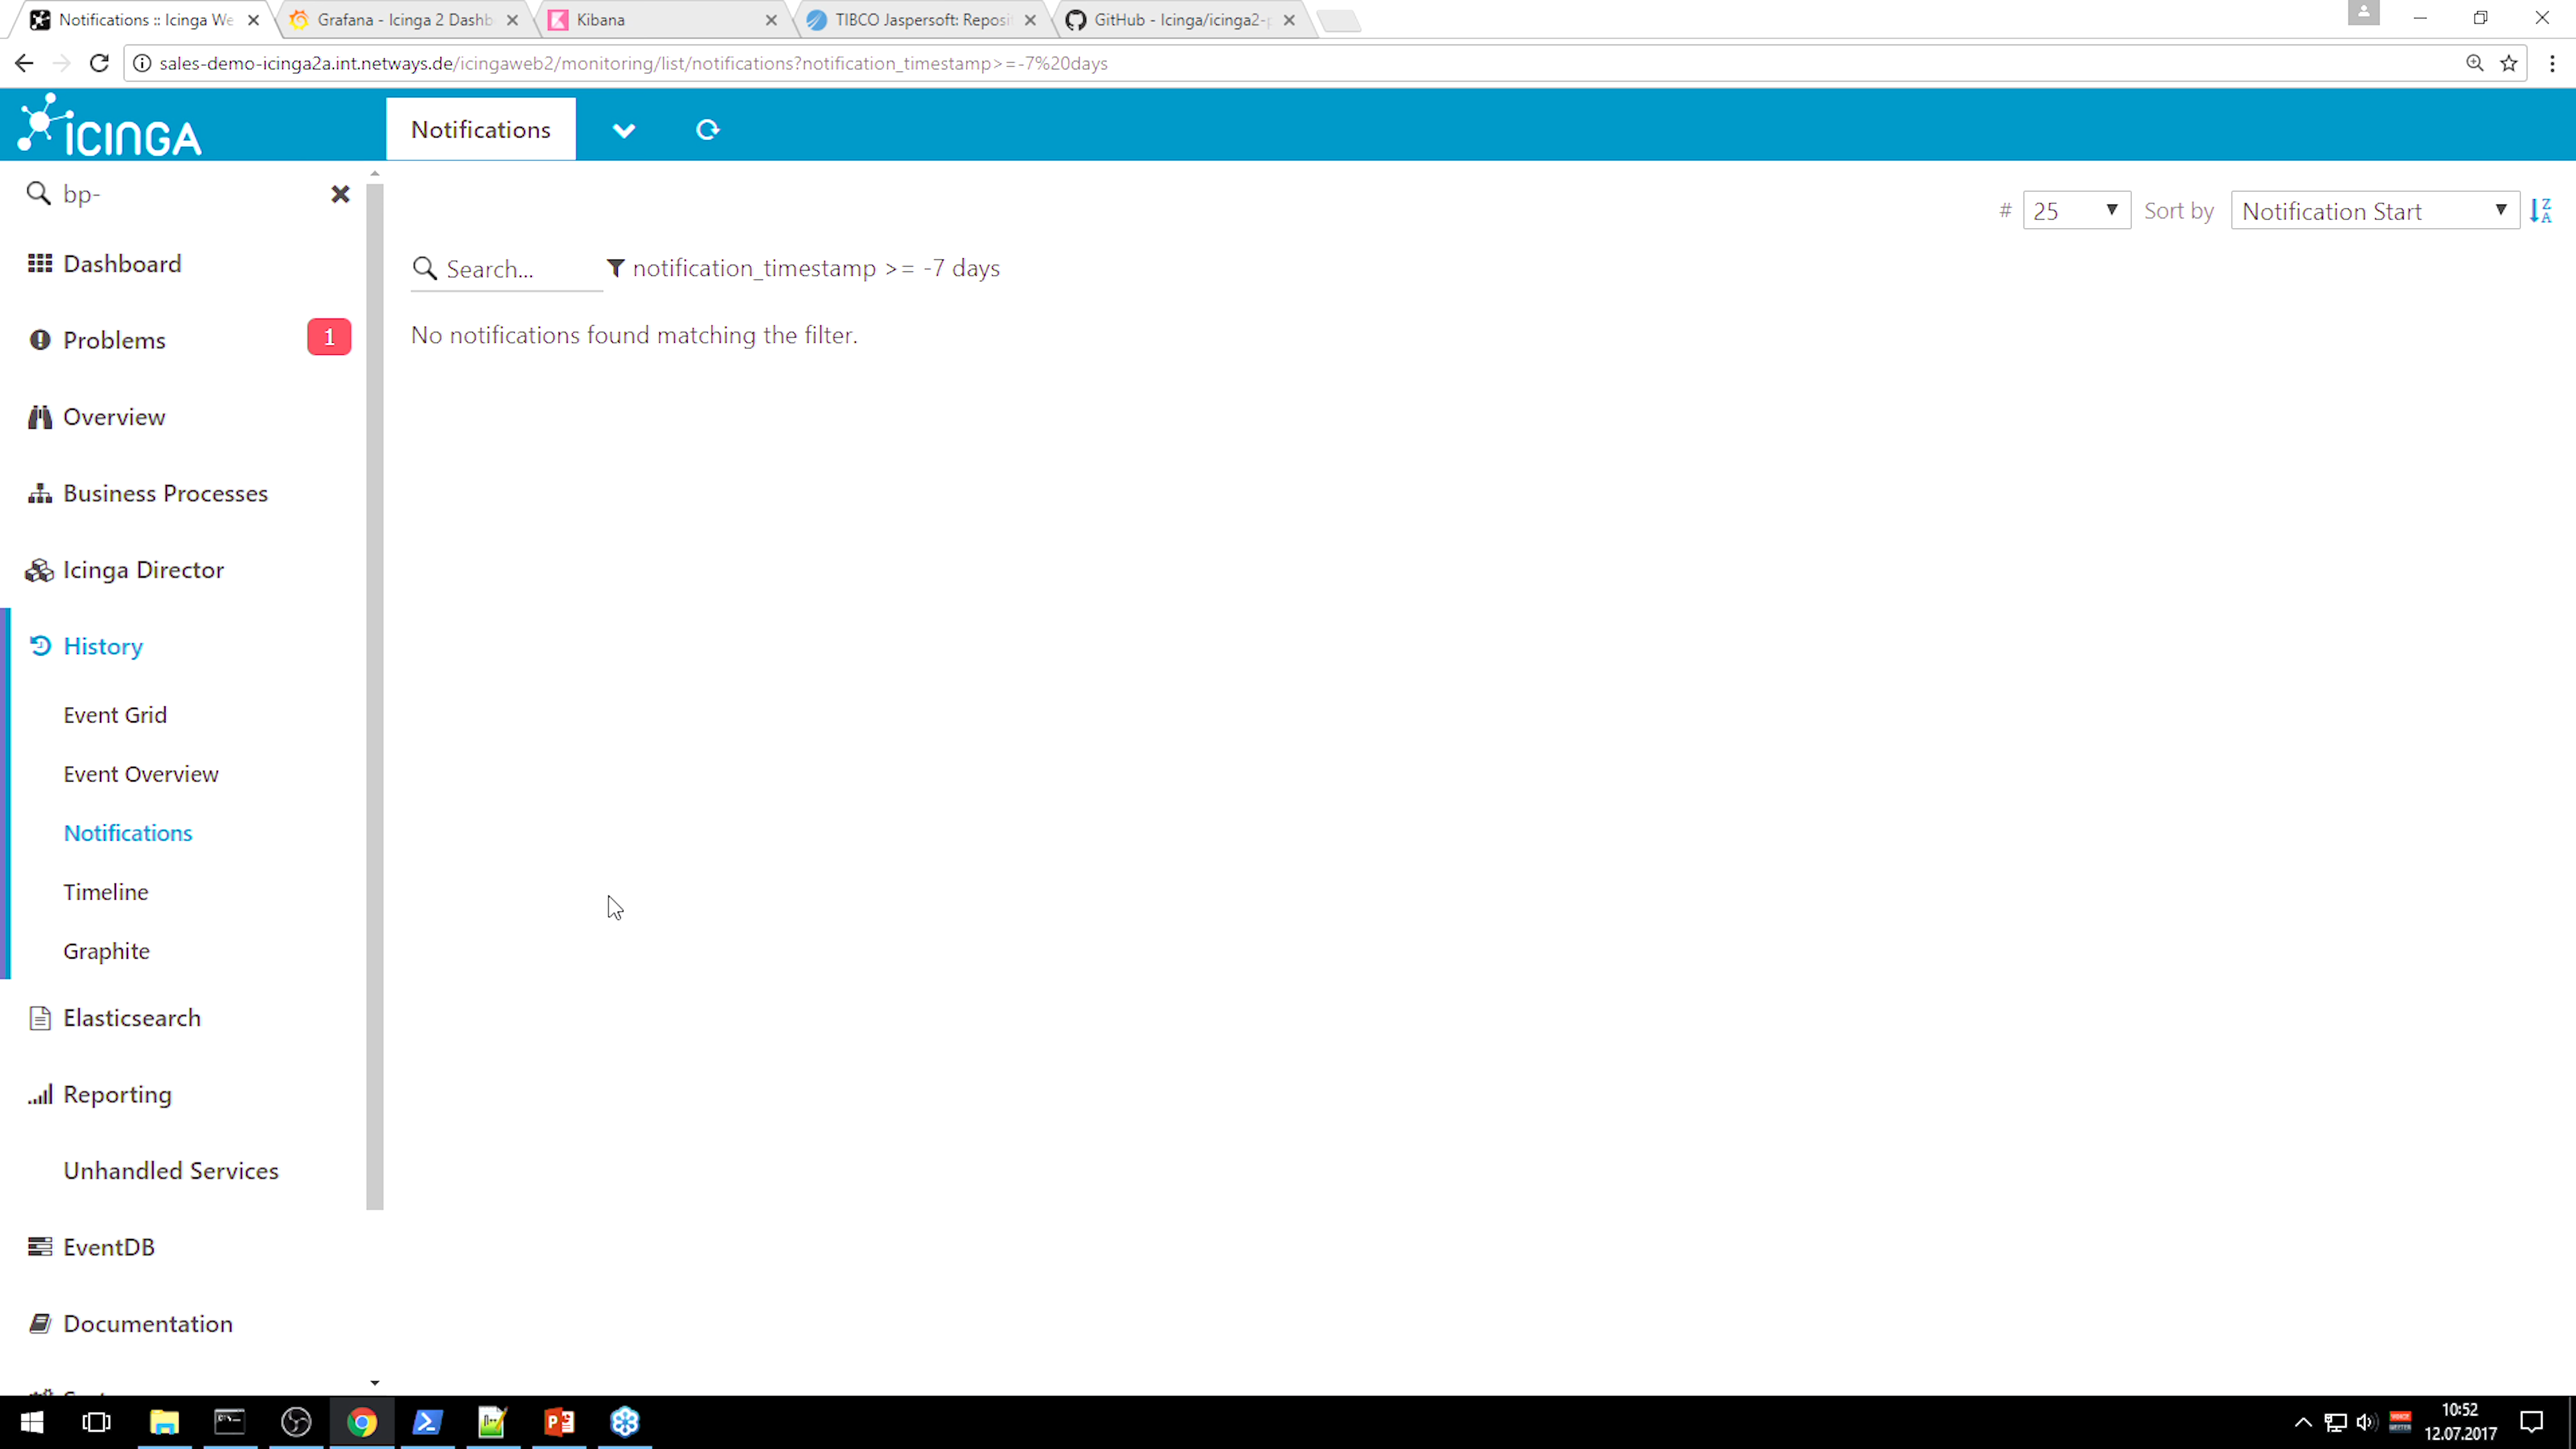 Notifications :: Icinga We
Grafana - Icinga 2 Dashb
Kibana
TIBCO Jaspersoft: Reposi
GitHub - Icinga/icinga2-p
sales-demo-icinga2a.int.netways.de/icingaweb2/monitoring/list/notifications?notification_timestamp>=-7%20days
ICINGA
Notifications
bp-
# 25 Sort by Notification Start
Search...
notification_timestamp >= -7 days
No notifications found matching the filter.
Dashboard
Problems 1
Overview
Business Processes
Icinga Director
History
Event Grid
Event Overview
Notifications
Timeline
Graphite
Elasticsearch
Reporting
Unhandled Services
EventDB
Documentation
10:52
12.07.2017